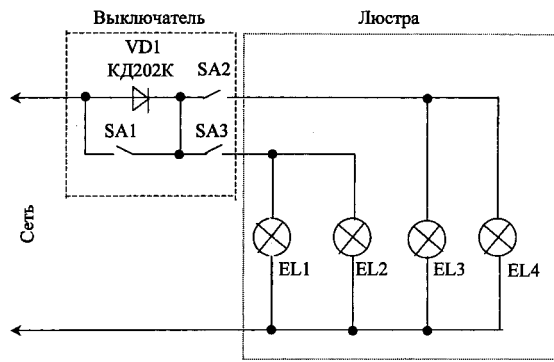 Выключатель
Люстра
VD1
КД202К
SA2
SA1
SA3
Сеть
EL1
EL2
EL3
EL4